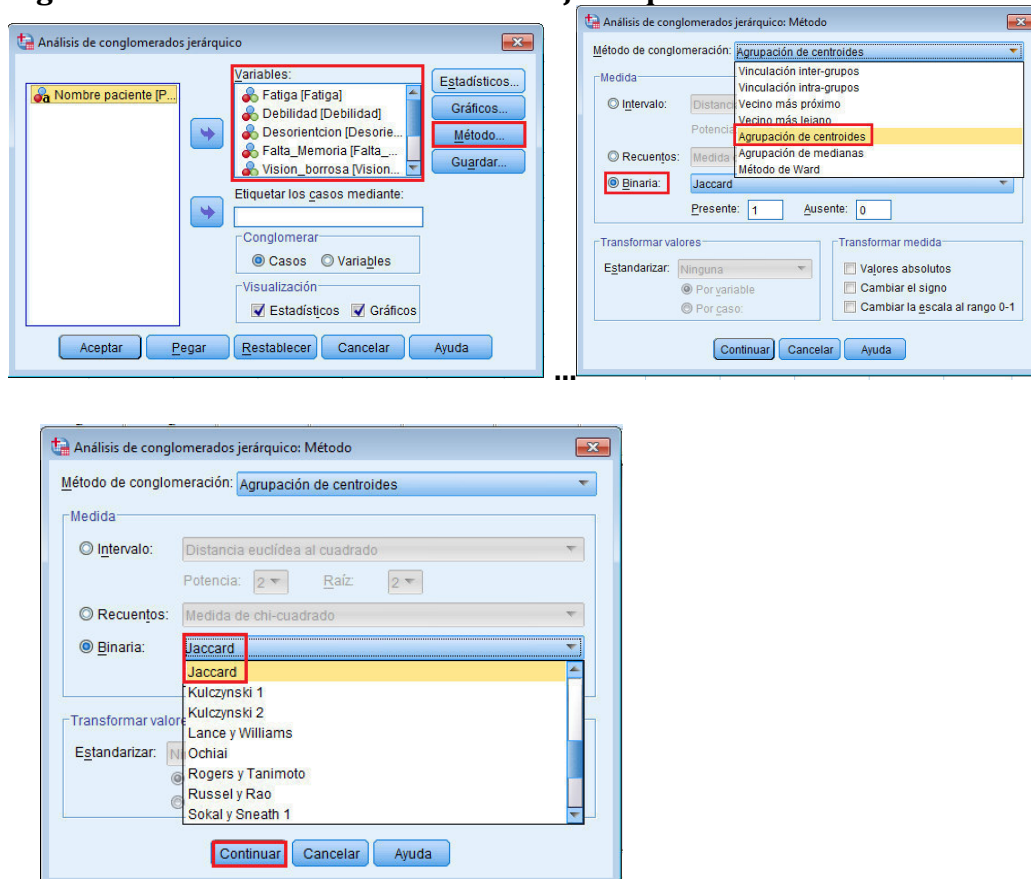 Análisis de conglomerados jerárquico
Nombre paciente [P...
Variables:
Fatiga [Fatiga]
Debilidad [Debilidad]
Desorientcion [Desorie...
Falta_Memoria [Falta_...
Vision_borrosa [Vision...
Estadísticos...
Gráficos...
Método...
Guardar...
Etiquetar los casos mediante:
Conglomerar
Casos Variables
Visualización
Estadísticos Gráficos
Aceptar Pegar Restablecer Cancelar Ayuda
...
Análisis de conglomerados jerárquico: Método
Método de conglomeración: Agrupación de centroides
Vinculación inter-grupos
Vinculación intra-grupos
Vecino más próximo
Vecino más lejano
Agrupación de centroides
Agrupación de medianas
Método de Ward
Medida
Intervalo: Distanc
Potencia
Recuentos: Medida
Binaria: Jaccard
Presente: 1 Ausente: 0
Transformar valores
Estandarizar: Ninguna
Por variable
Por caso:
Transformar medida
Valores absolutos
Cambiar el signo
Cambiar la escala al rango 0-1
Continuar Cancelar Ayuda
Análisis de conglomerados jerárquico: Método
Método de conglomeración: Agrupación de centroides
Medida
Intervalo: Distancia euclídea al cuadrado
Potencia: 2 Raíz: 2
Recuentos: Medida de chi-cuadrado
Binaria: Jaccard
Jaccard
Kulczynski 1
Kulczynski 2
Lance y Williams
Ochiai
Rogers y Tanimoto
Russel y Rao
Sokal y Sneath 1
Transformar valore
Estandarizar: Ni
Continuar Cancelar Ayuda